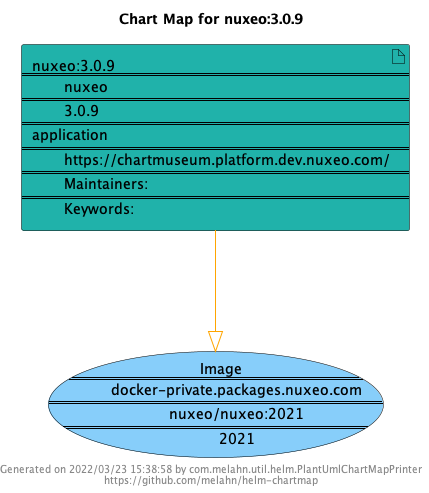 Chart Map for nuxeo:3.0.9
nuxeo:3.0.9
nuxeo
3.0.9
application
https://chartmuseum.platform.dev.nuxeo.com/
Maintainers:
Keywords:
Image
docker-private.packages.nuxeo.com
nuxeo/nuxeo:2021
2021
Generated on 2022/03/23 15:38:58 by com.melahn.util.helm.PlantUmlChartMapPrinter
https://github.com/melahn/helm-chartmap